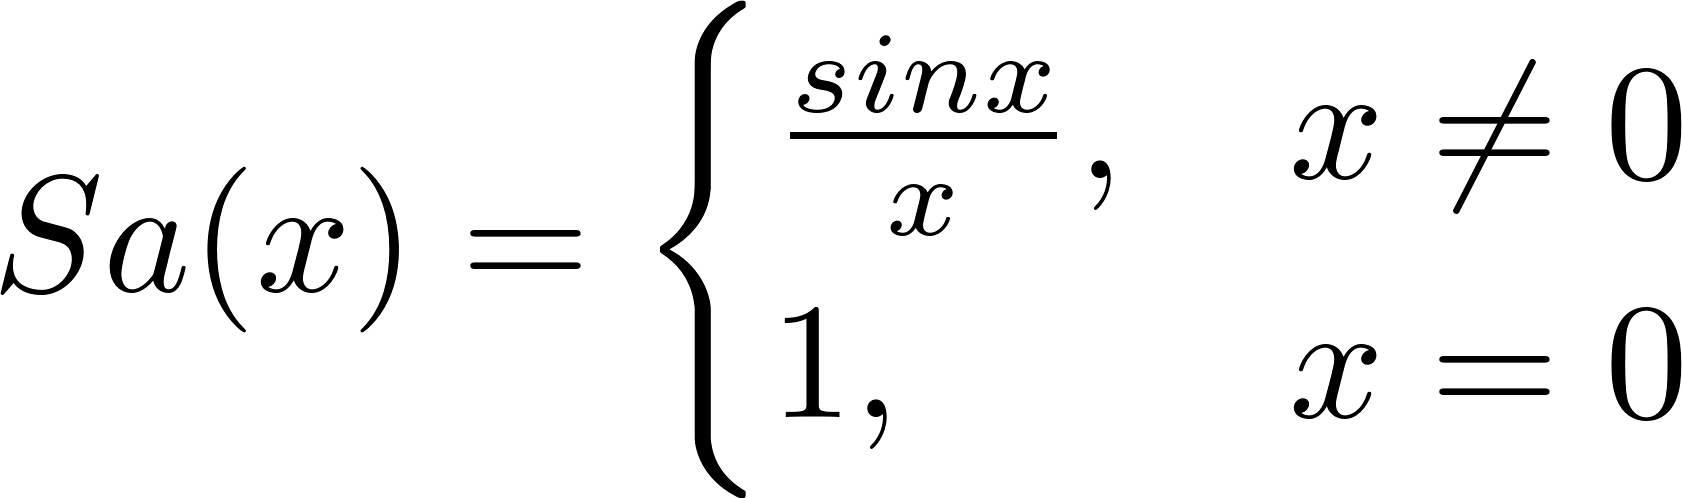 Sa(x) = { sinx/x, x ≠ 0
1, x = 0